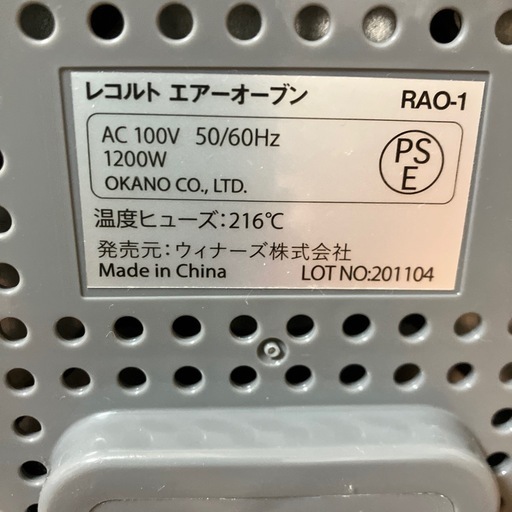 レコルト エアーオーブン RAO-1
AC 100V 50/60Hz
1200W
OKANO CO., LTD.
PS
E
温度ヒューズ:216℃
発売元:ウィナーズ株式会社
Made in China LOT NO:201104